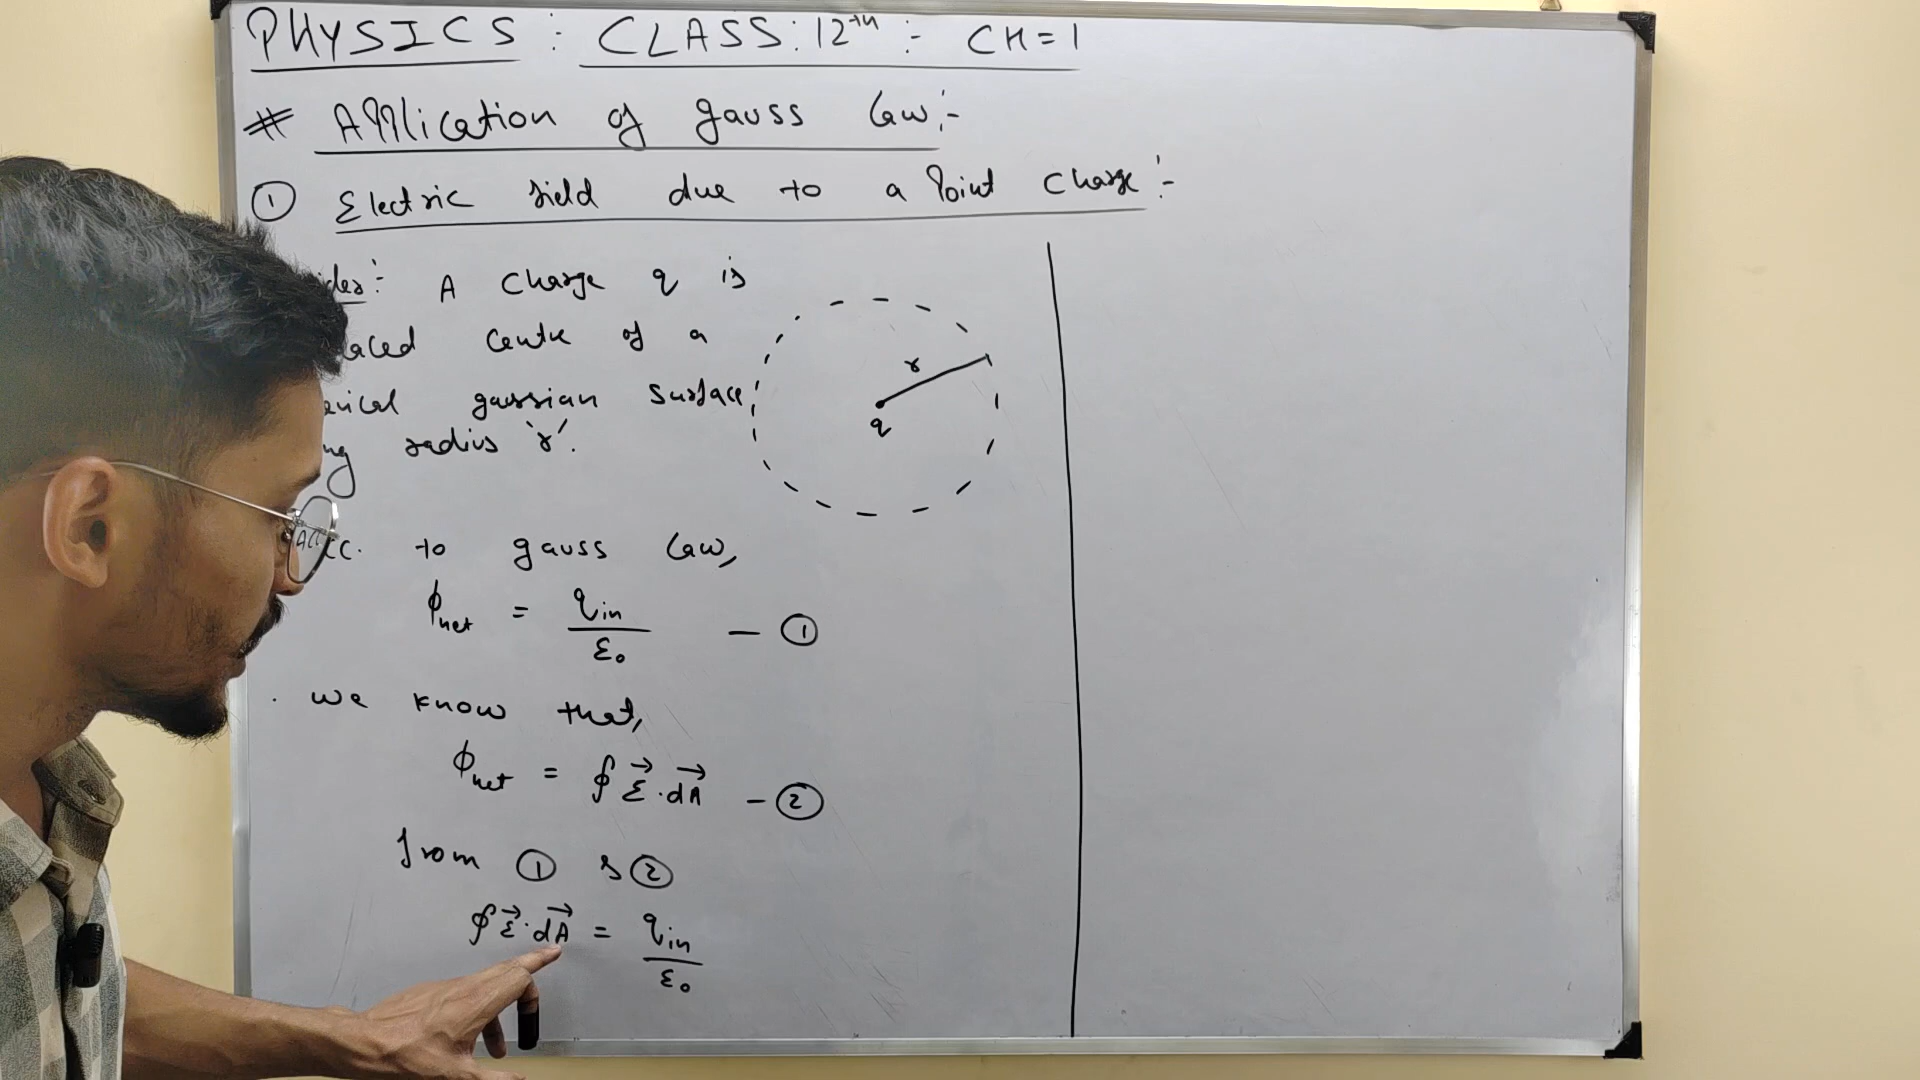 PHYSICS : CLASS : 12th :- CH = 1
# Application of gauss law :-
① Electric field due to a point charge :-
A charge q is
centre of a
gaussian surface
radius 'r'.
r
q
Acc. to gauss law,
ϕnet = qin/ε₀ - ①
we know that,
ϕnet = ∮ E⃗ . dA⃗ - ②
from ① & ②
∮ E⃗ . dA⃗ = qin/ε₀